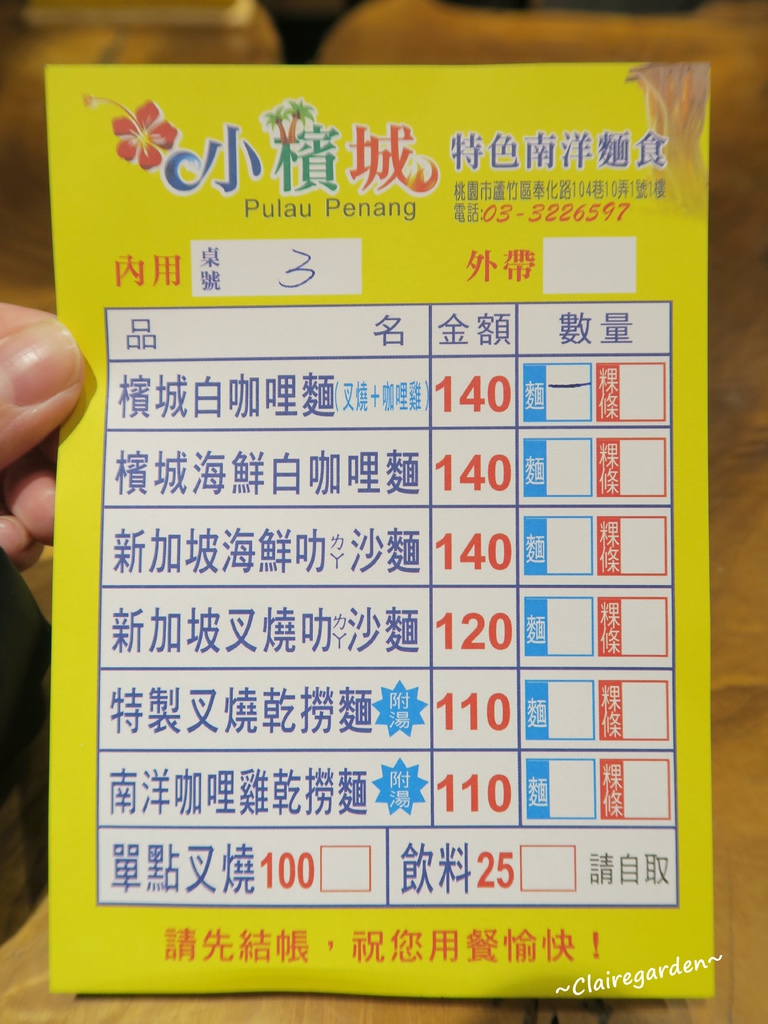 小檳城
Pulau Penang
特色南洋麵食
桃園市蘆竹區奉化路104巷10弄1號1樓
電話:03-3226597
內用 桌號 3 外帶
品名 金額 數量
檳城白咖哩麵(叉燒+咖哩雞) 140 麵 一 粿條
檳城海鮮白咖哩麵 140 麵 粿條
新加坡海鮮叻ㄌㄚ沙麵 140 麵 粿條
新加坡叉燒叻ㄌㄚ沙麵 120 麵 粿條
特製叉燒乾撈麵 附湯 110 麵 粿條
南洋咖哩雞乾撈麵 附湯 110 麵 粿條
單點叉燒100 飲料25 請自取
請先結帳，祝您用餐愉快！
~Clairegarden~